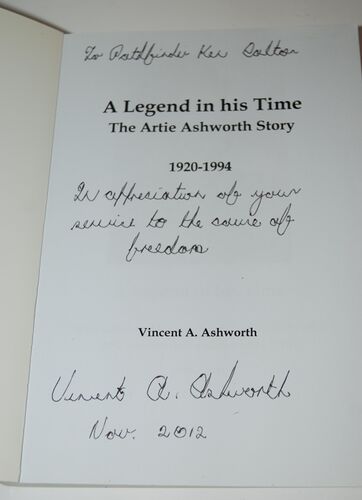 To Pathfinder Ken Dalton
A Legend in his Time
The Artie Ashworth Story
1920-1994
In appreciation of your
service to the cause of
freedom
Vincent A. Ashworth
Vincent A. Ashworth
Nov. 2012